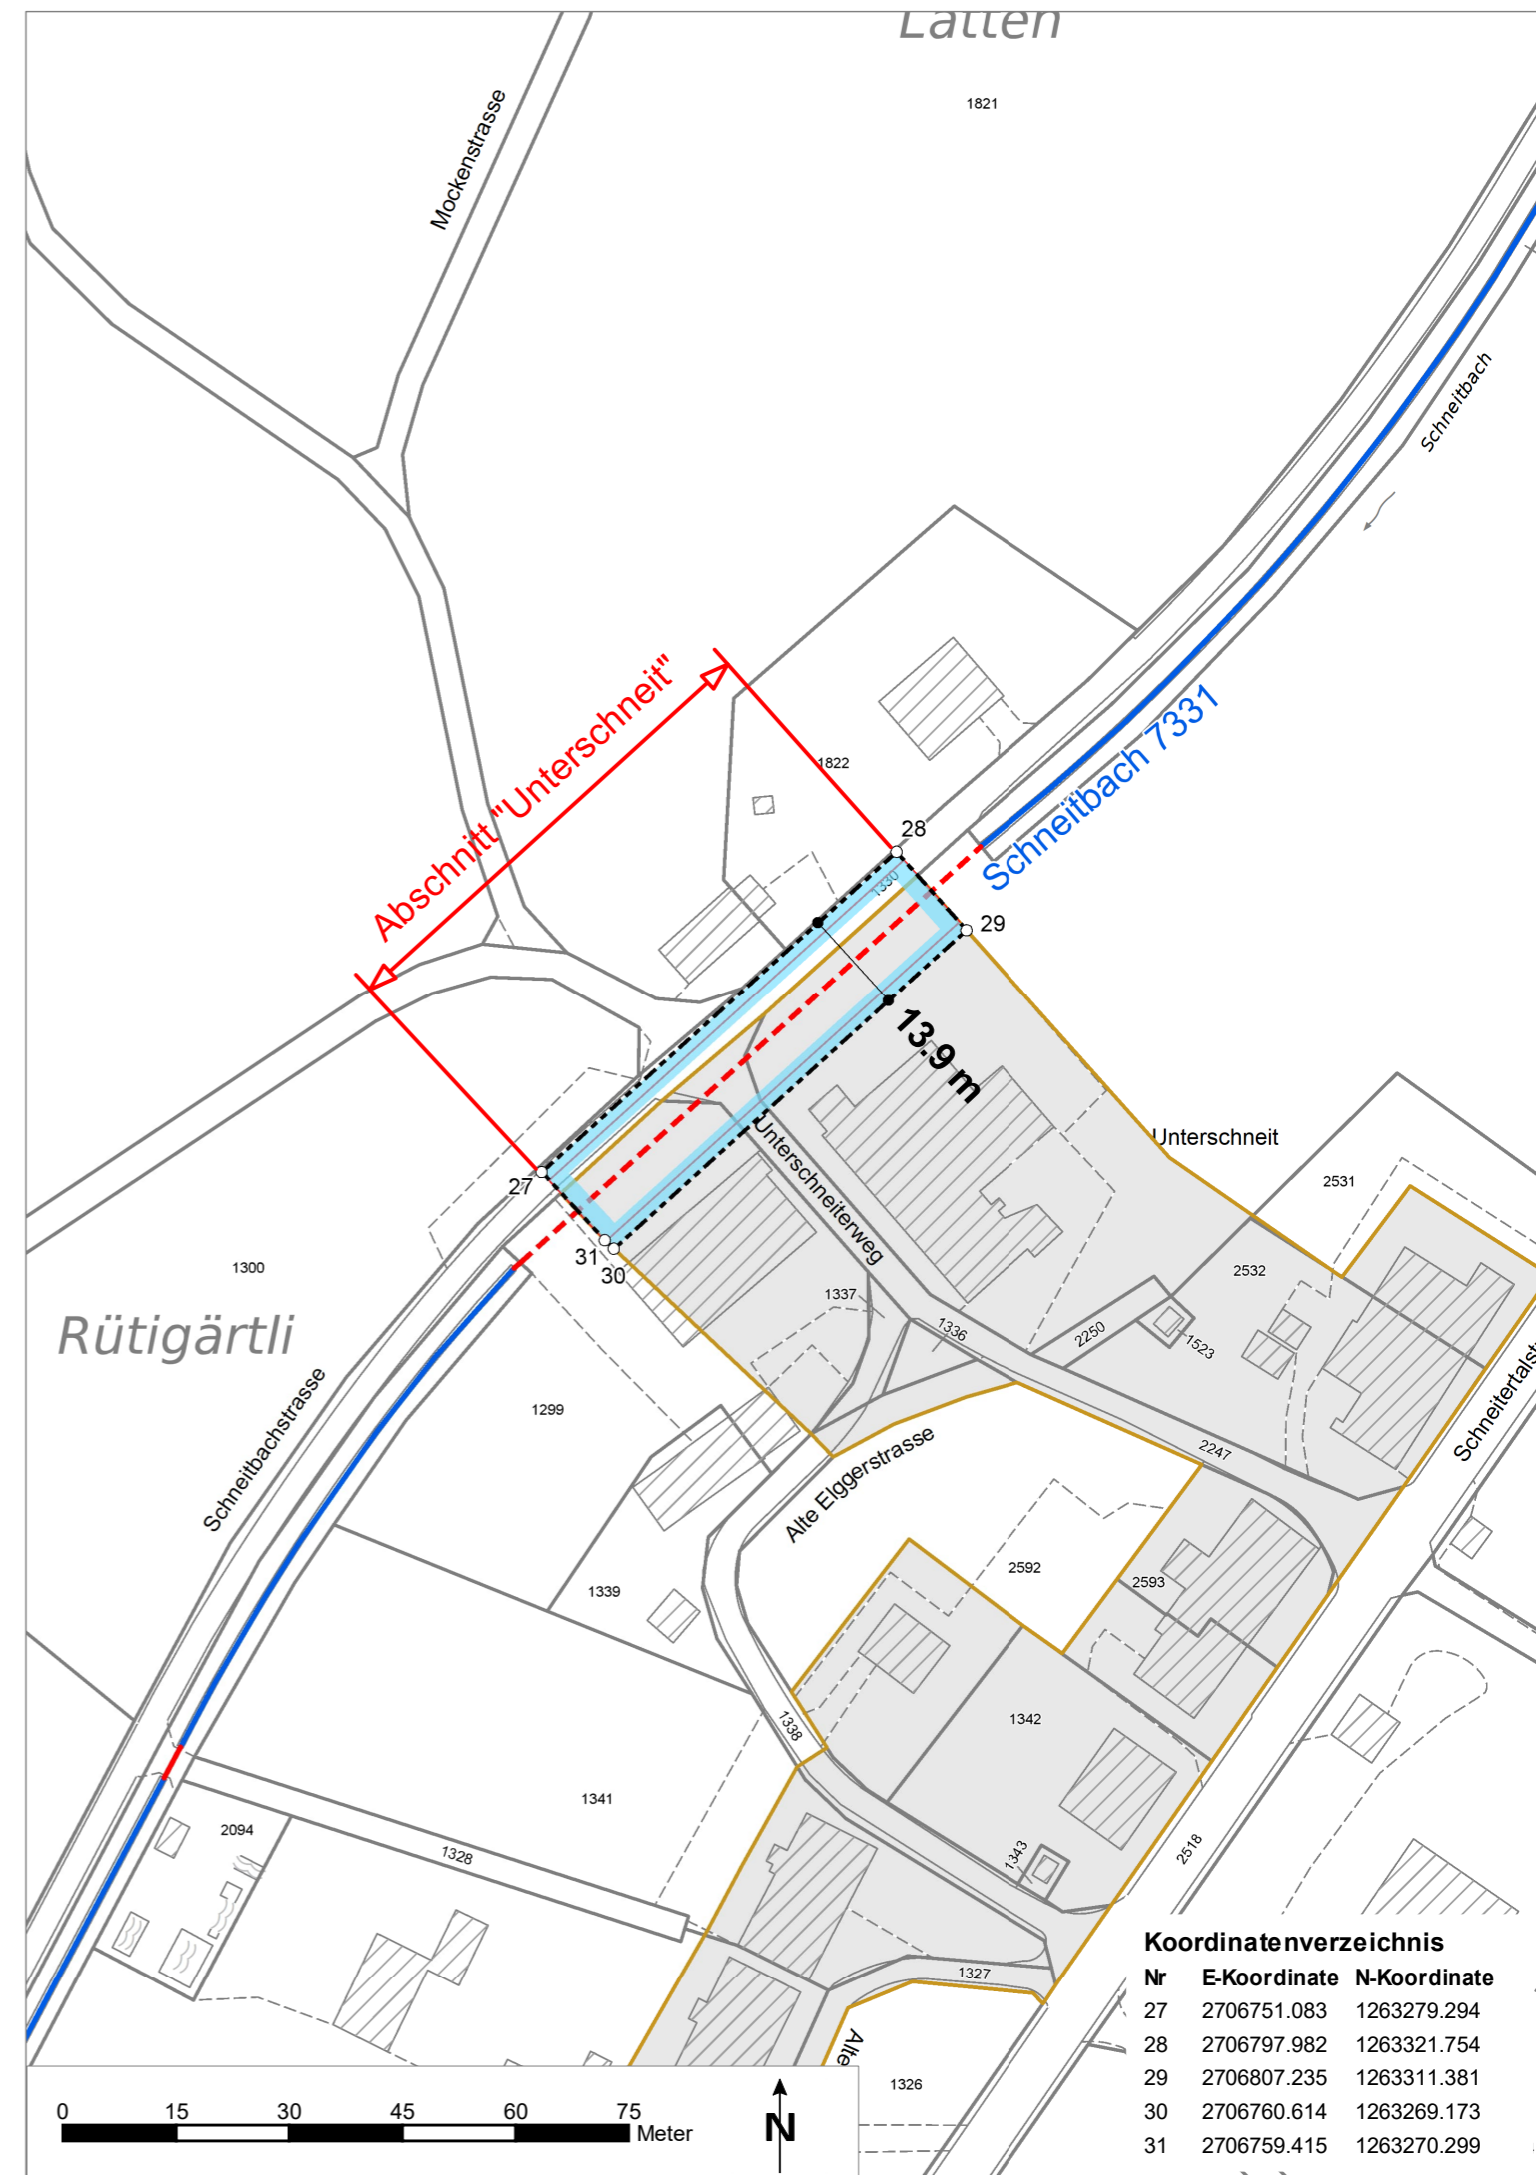 Latten
1821
Mockenstrasse
Schneitbach
Abschnitt "Unterschneit"
1822
Schneitbach 7331
28
1330
29
13.9 m
27
Unterschneiterweg
Unterschneit
2531
31
30
1300
2532
1337
1336
2250
1523
Rütigärtli
Schneitbachstrasse
1299
Alte Elggerstrasse
2247
1339
2592
2593
1338
1342
1341
2094
1328
1343
2518
1327
Alte
1326
0 15 30 45 60 75
Meter
N
Koordinatenverzeichnis
Nr E-Koordinate N-Koordinate
27 2706751.083 1263279.294
28 2706797.982 1263321.754
29 2706807.235 1263311.381
30 2706760.614 1263269.173
31 2706759.415 1263270.299